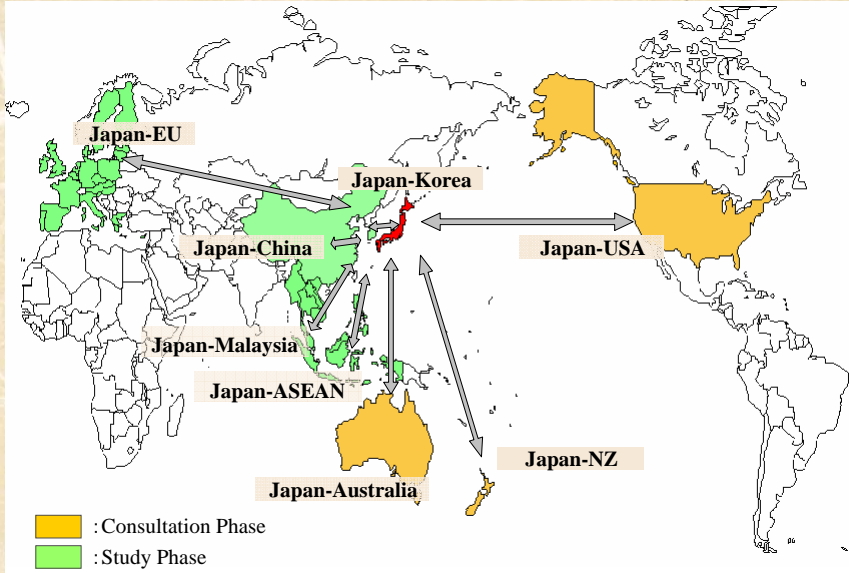 Japan-EU
Japan-Korea
Japan-China
Japan-USA
Japan-Malaysia
Japan-ASEAN
Japan-NZ
Japan-Australia
:Consultation Phase
:Study Phase